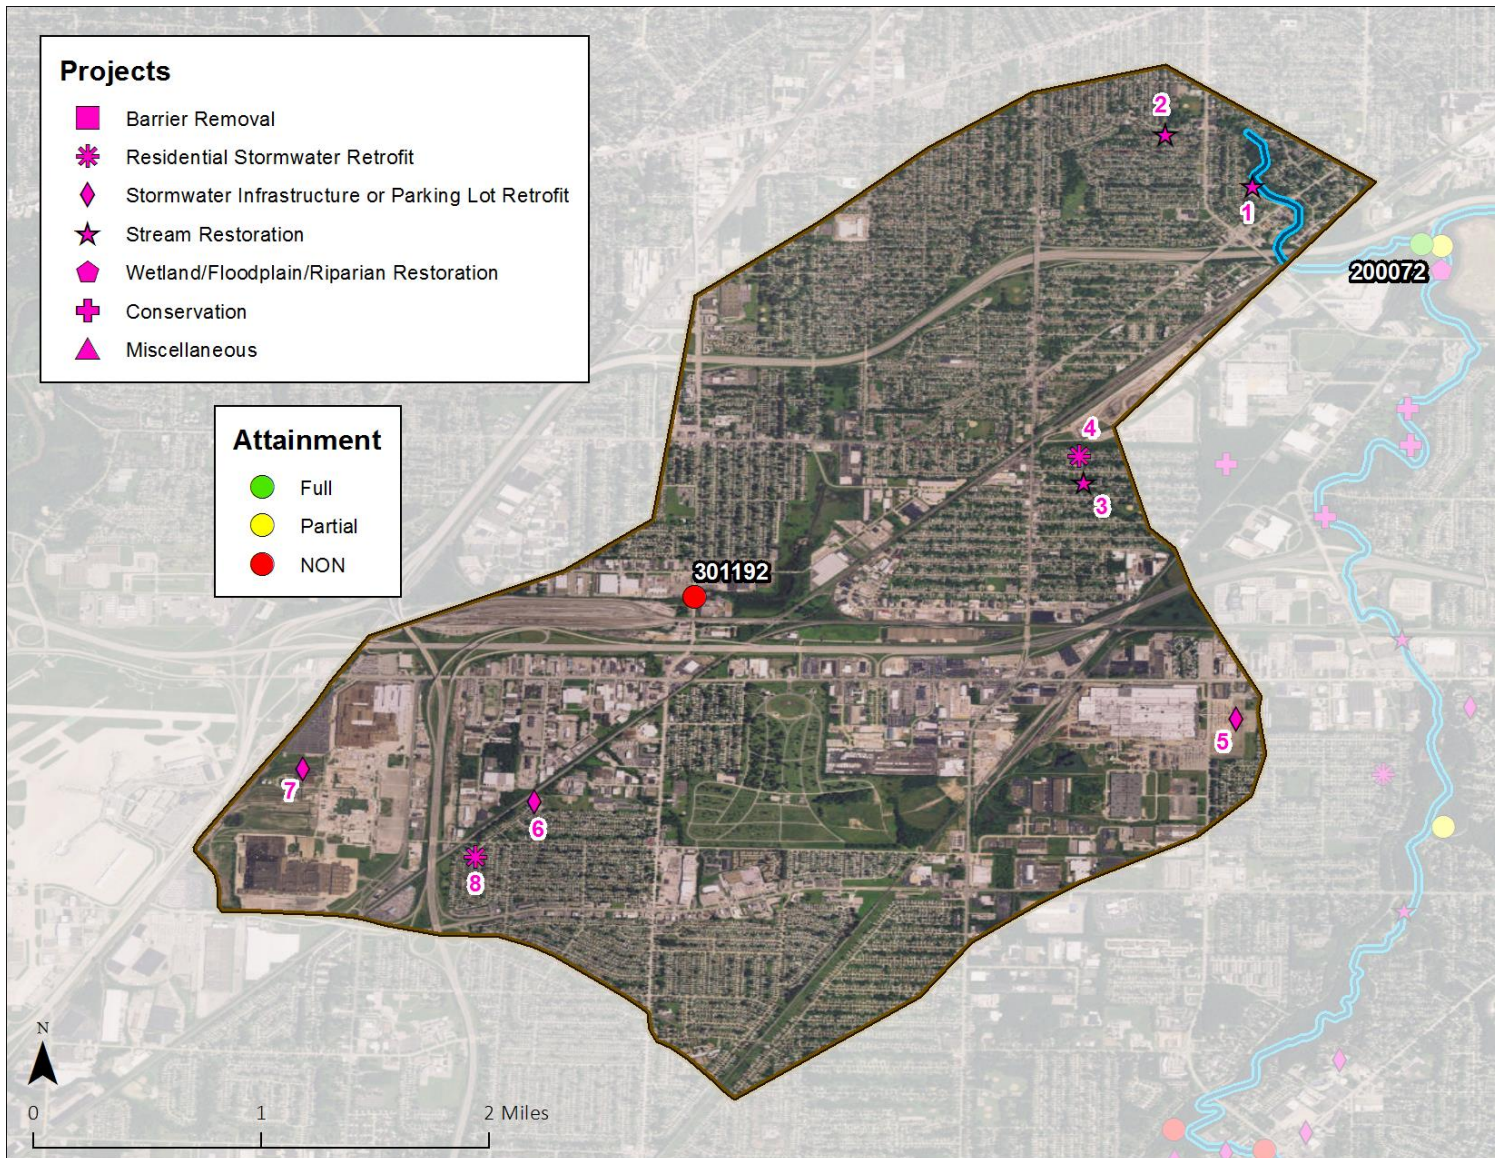 Projects
Barrier Removal
Residential Stormwater Retrofit
Stormwater Infrastructure or Parking Lot Retrofit
Stream Restoration
Wetland/Floodplain/Riparian Restoration
Conservation
Miscellaneous
Attainment
Full
Partial
NON
2
1
200072
4
3
301192
5
7
6
8
N
0 1 2 Miles